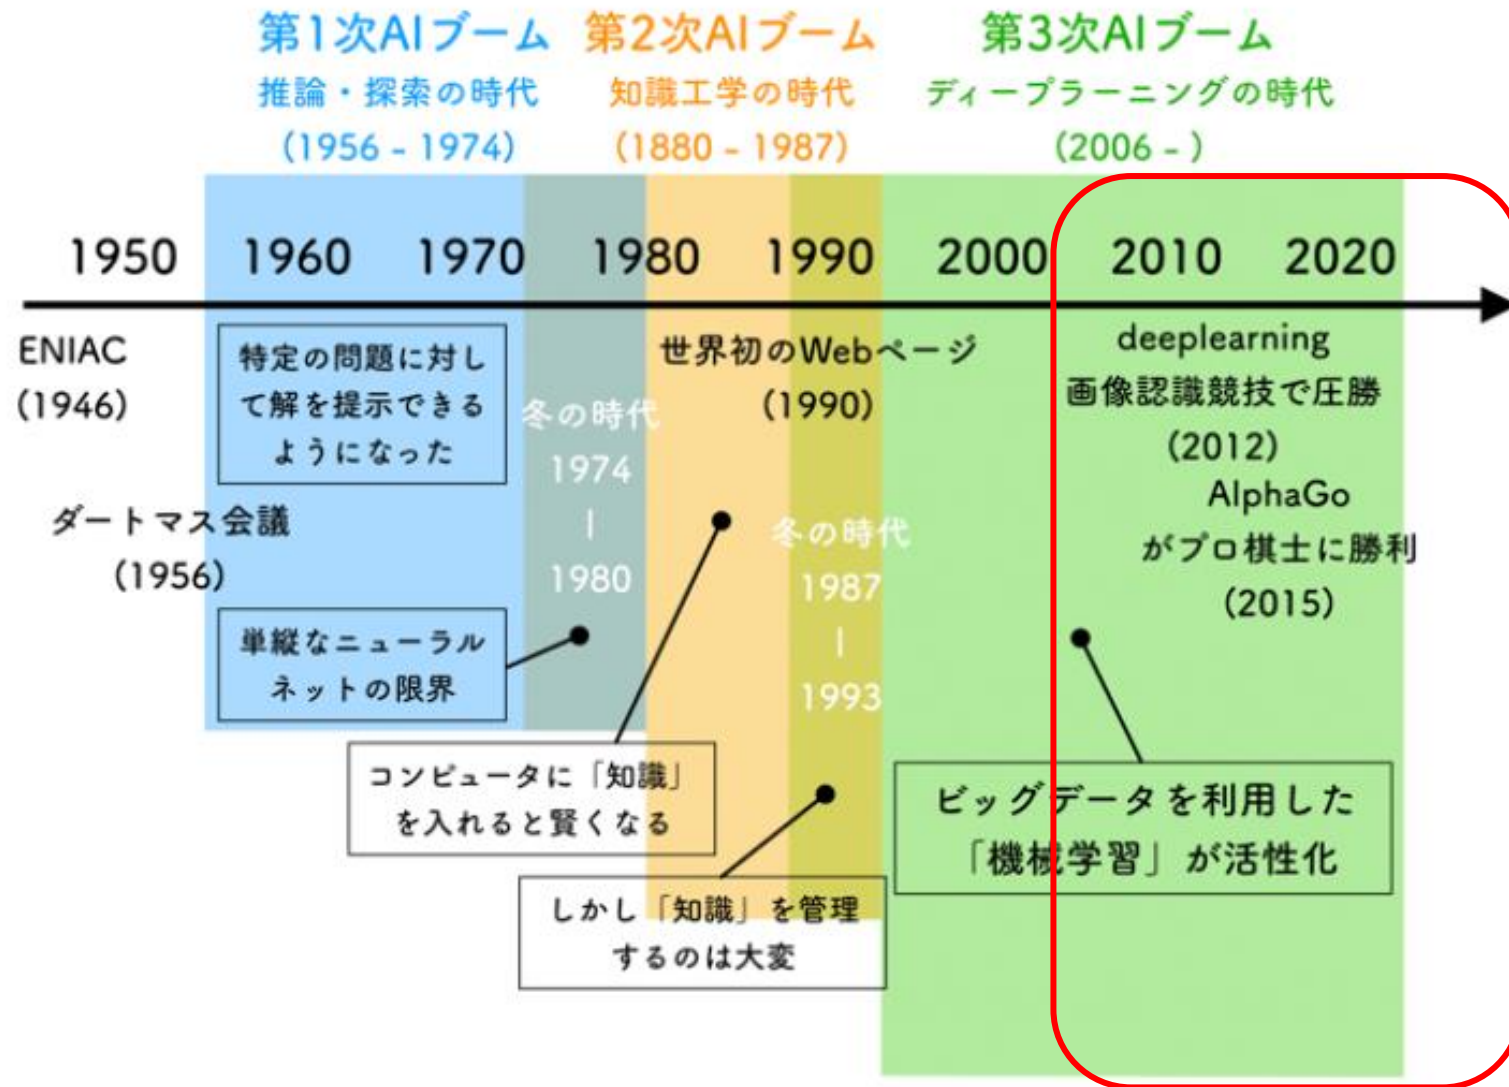 第1次AIブーム
推論・探索の時代
(1956 - 1974)
第2次AIブーム
知識工学の時代
(1880 - 1987)
第3次AIブーム
ディープラーニングの時代
(2006 - )
1950 1960 1970 1980 1990 2000 2010 2020
ENIAC
(1946)
ダートマス会議
(1956)
特定の問題に対し
て解を提示できる
ようになった
単縦なニューラル
ネットの限界
冬の時代
1974
|
1980
世界初のWebページ
(1990)
冬の時代
1987
|
1993
コンピュータに「知識」
を入れると賢くなる
しかし「知識」を管理
するのは大変
deeplearning
画像認識競技で圧勝
(2012)
AlphaGo
がプロ棋士に勝利
(2015)
ビッグデータを利用した
「機械学習」が活性化